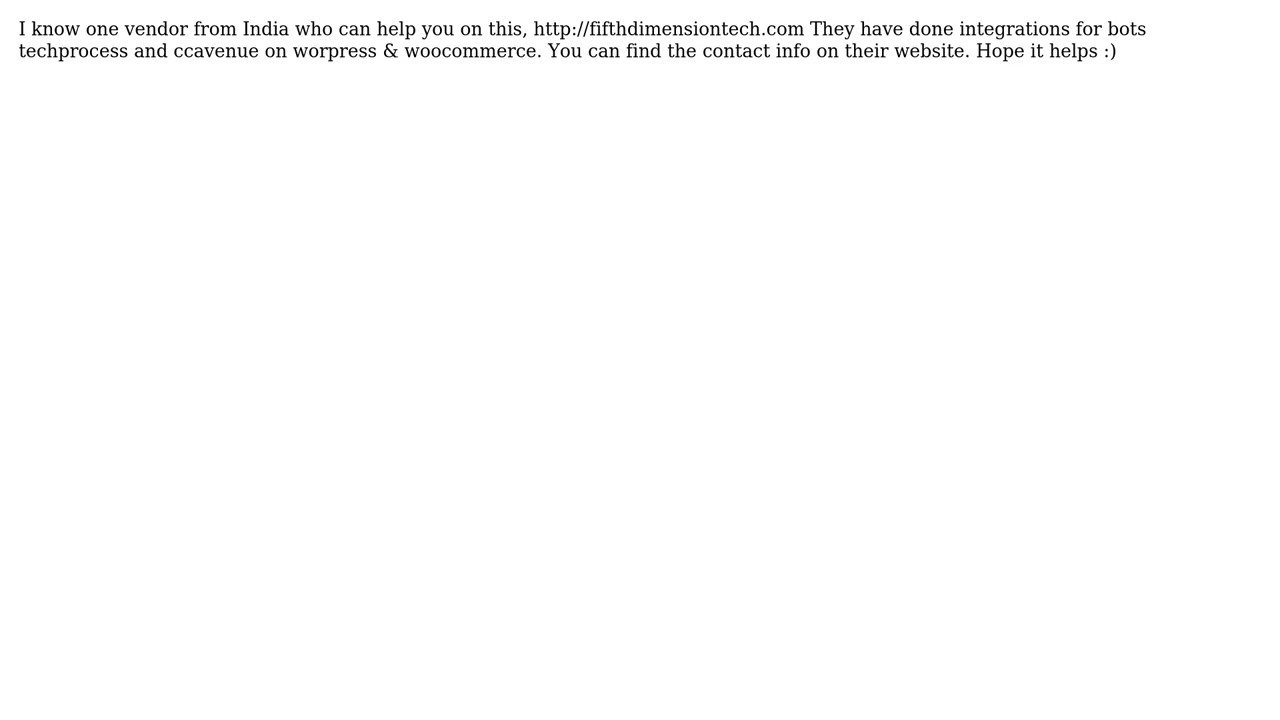 I know one vendor from India who can help you on this, http://fifthdimensiontech.com They have done integrations for bots
techprocess and ccavenue on worpress & woocommerce. You can find the contact info on their website. Hope it helps :)